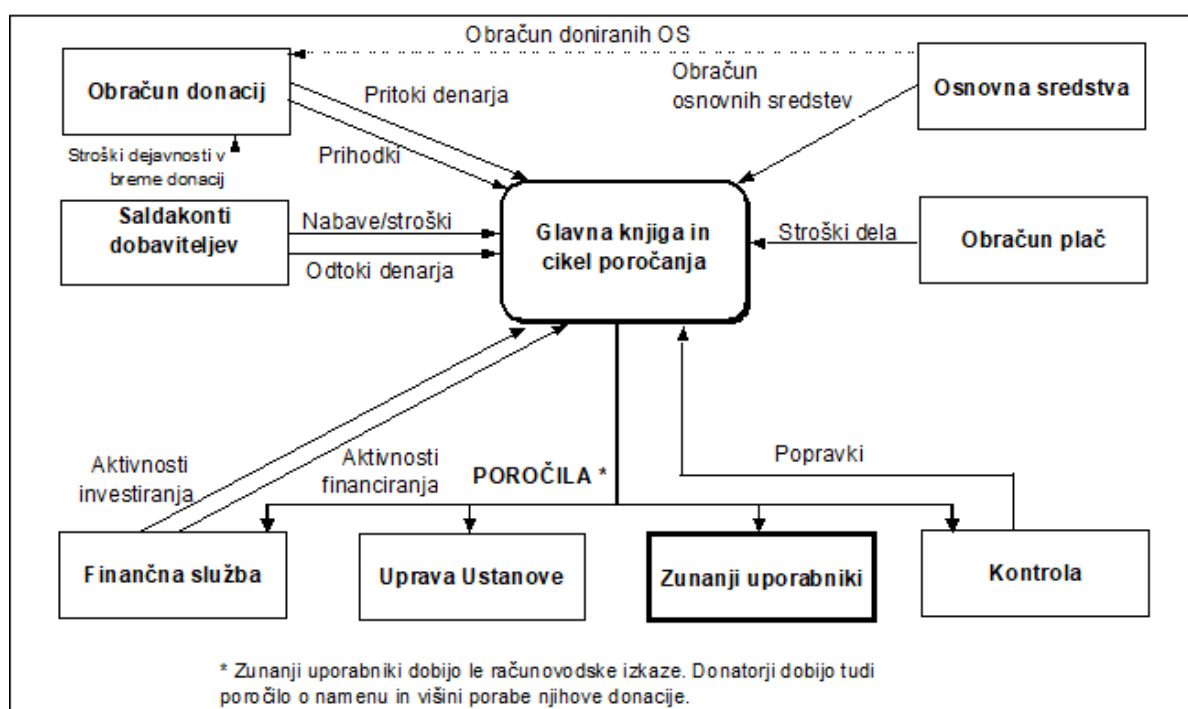 Obračun doniranih OS
Obračun donacij
Pritoki denarja
Obračun
osnovnih sredstev
Osnovna sredstva
Prihodki
Stroški dejavnosti v
breme donacij
Saldakonti
dobaviteljev
Nabave/stroški
Odtoki denarja
Glavna knjiga in
cikel poročanja
Stroški dela
Obračun plač
Aktivnosti
investiranja
Aktivnosti
financiranja
POROČILA *
Popravki
Finančna služba
Uprava Ustanove
Zunanji uporabniki
Kontrola
* Zunanji uporabniki dobijo le računovodske izkaze. Donatorji dobijo tudi
poročilo o namenu in višini porabe njihove donacije.